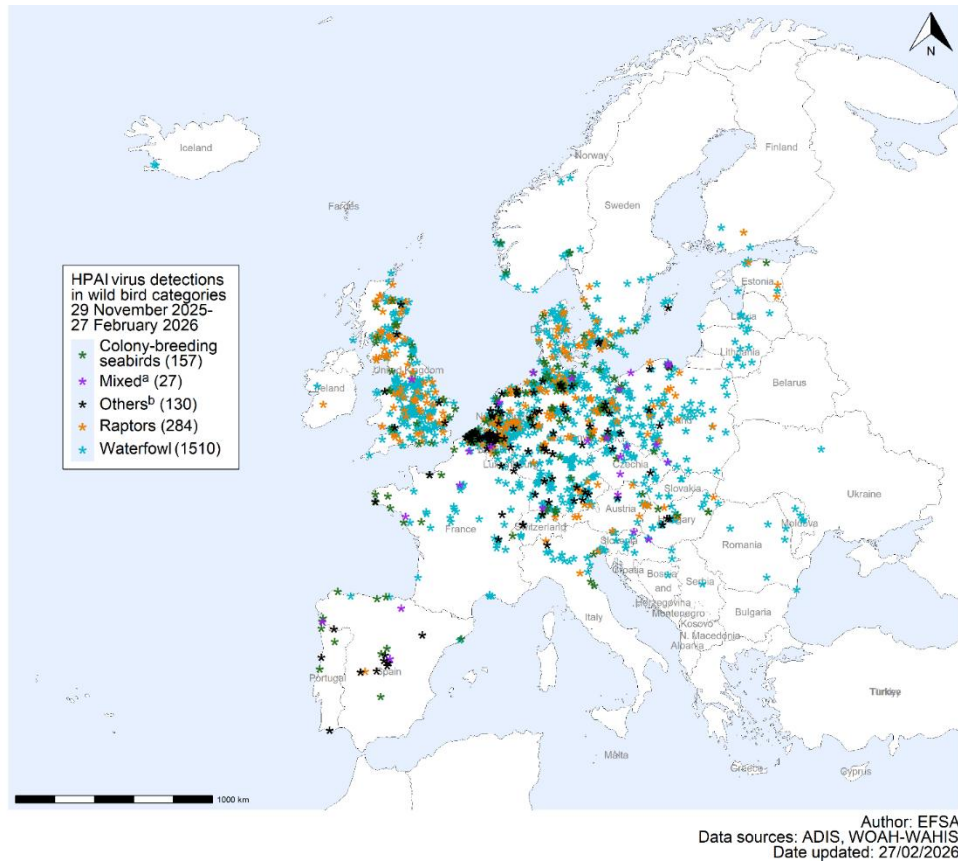 N
Iceland
Norway
Finland
Sweden
Faroes
HPAI virus detections
in wild bird categories
29 November 2025-
27 February 2026
Colony-breeding
seabirds (157)
Mixedᵃ (27)
Othersᵇ (130)
Raptors (284)
Waterfowl (1510)
Estonia
Latvia
Lithuania
United Kingdom
Ireland
Belarus
Czechia
Ukraine
Slovakia
Austria
Hungary
Moldova
France
Switzerland
Slovenia
Romania
Croatia
Bosnia
and
Herzegovina
Serbia
Italy
Montenegro
Kosovo
Bulgaria
N. Macedonia
Albania
Portugal
Spain
Türkiye
Malta
Greece
Cyprus
1000 km
Author: EFSA
Data sources: ADIS, WOAH-WAHIS
Date updated: 27/02/2026